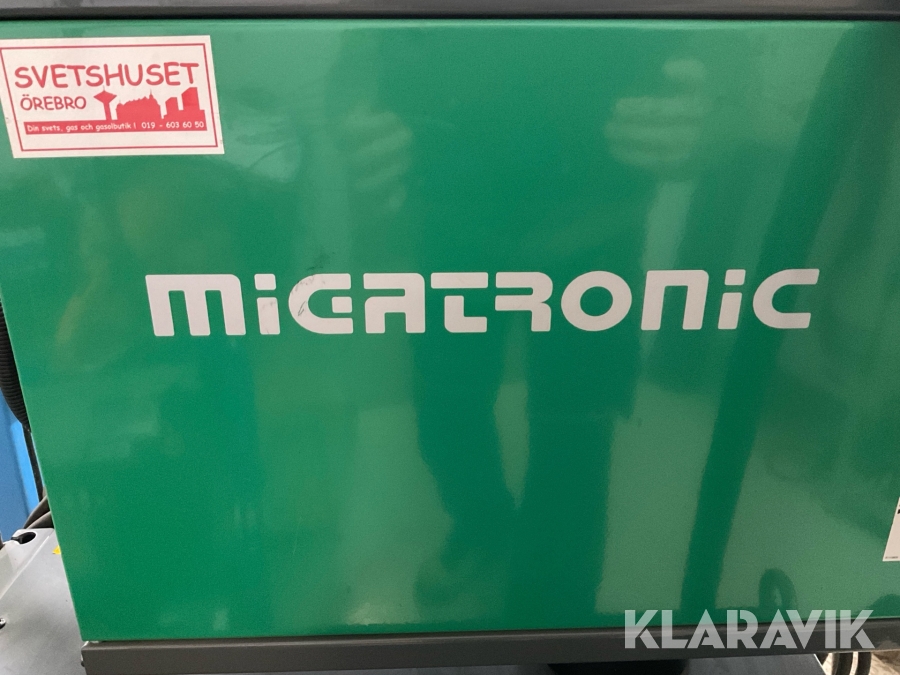 SVETSHUSET
ÖREBRO
Din svets, gas och gasolbutik! 019 - 603 60 50
MiGATRONiC
KLARAVIK